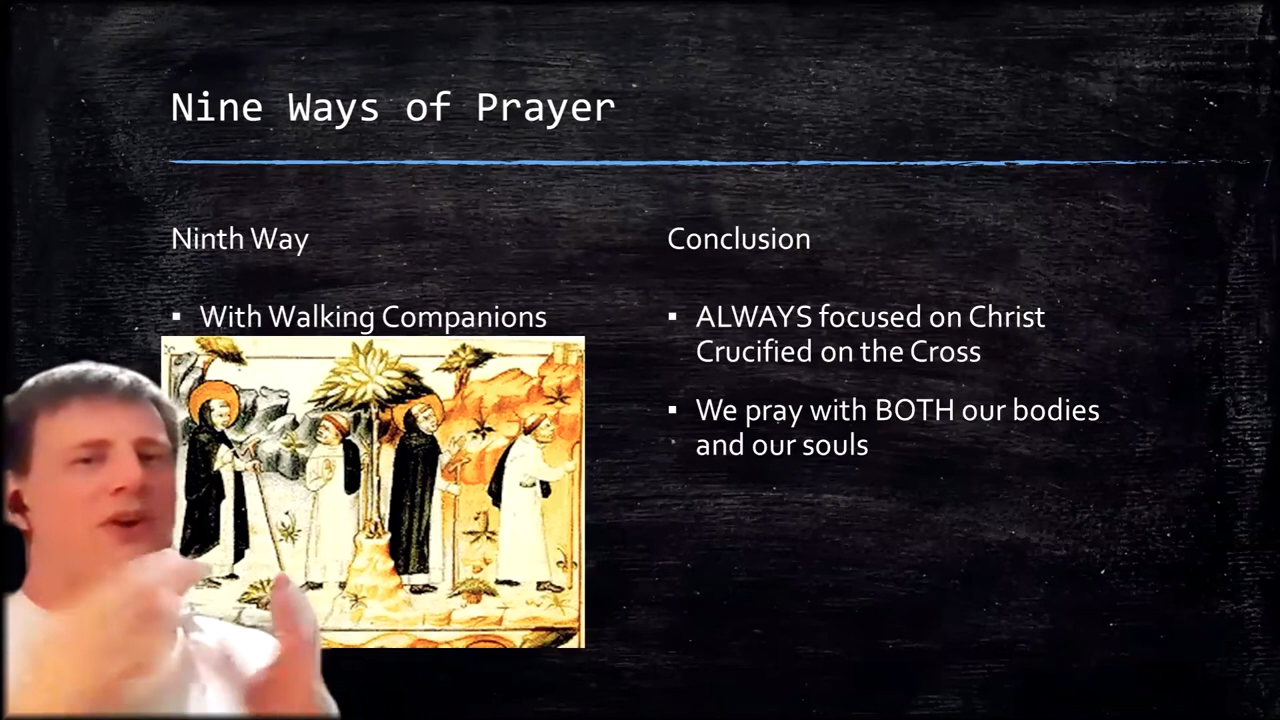 Nine Ways of Prayer
Ninth Way
▪ With Walking Companions
Conclusion
▪ ALWAYS focused on Christ
Crucified on the Cross
▪ We pray with BOTH our bodies
and our souls